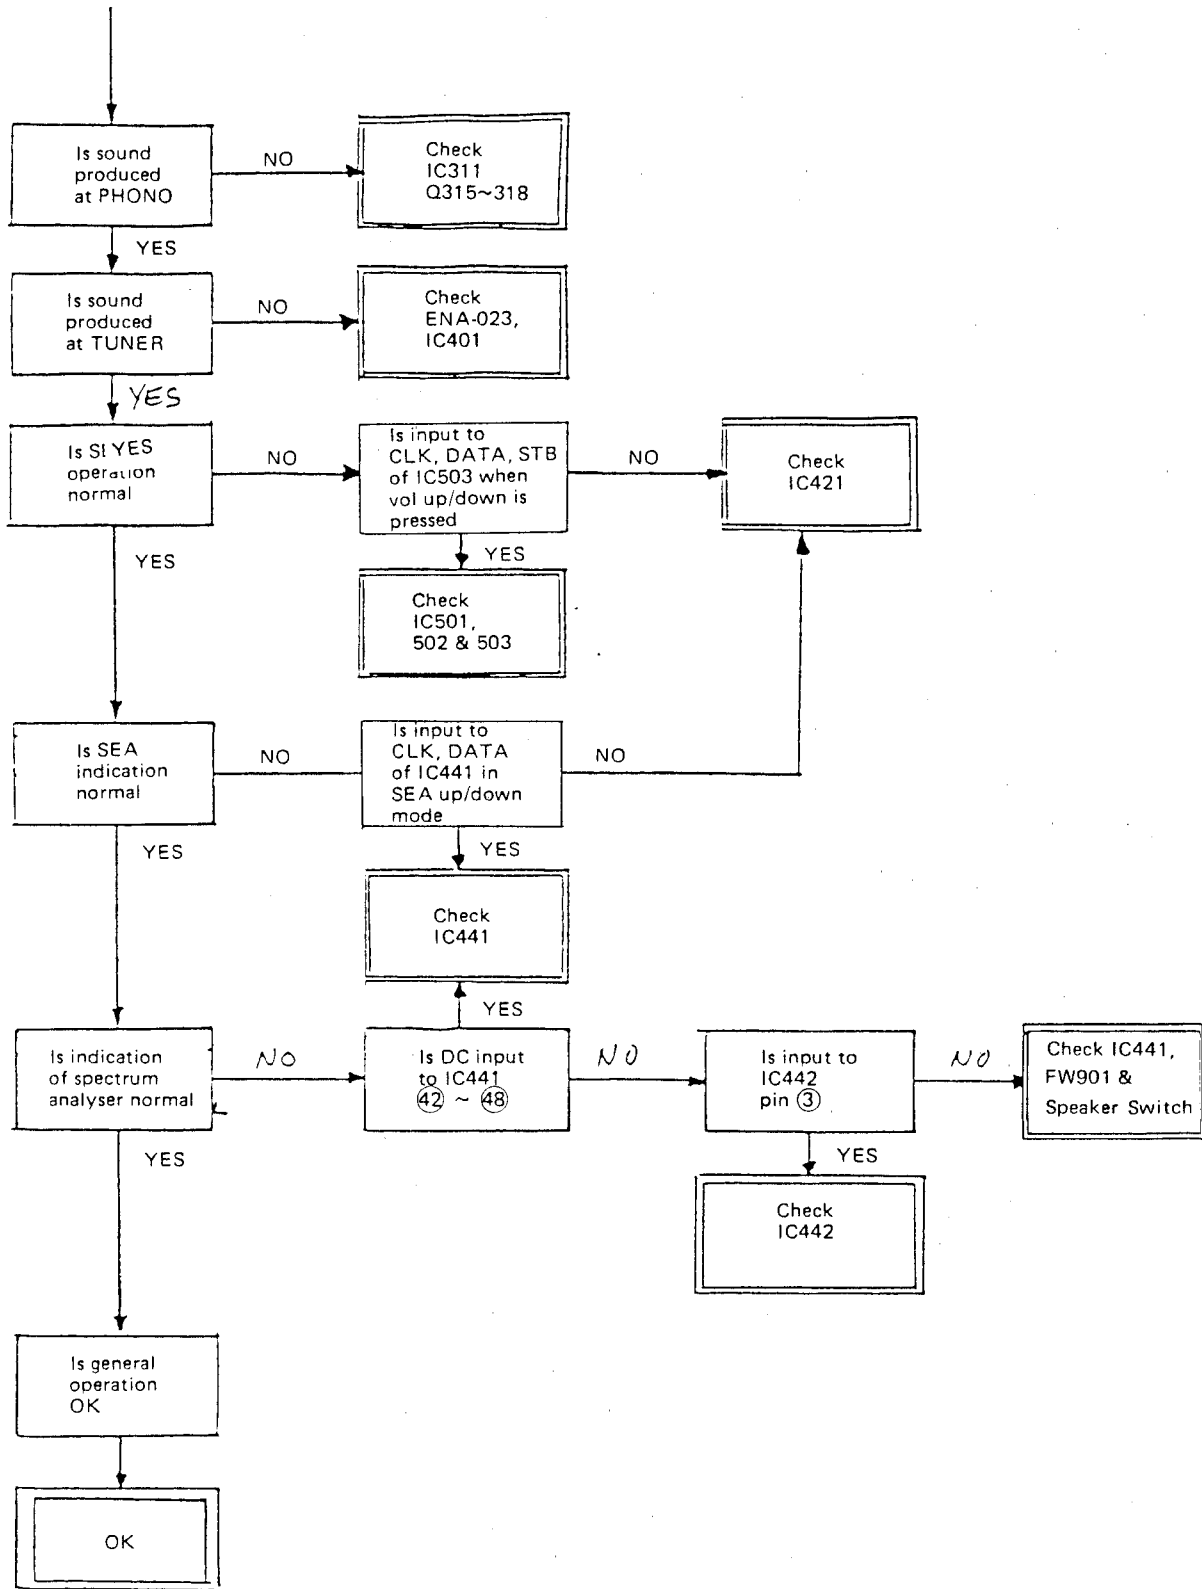 Is sound
produced
at PHONO
NO
Check
IC311
Q315~318
YES
Is sound
produced
at TUNER
NO
Check
ENA-023,
IC401
YES
Is SI YES
operation
normal
NO
Is input to
CLK, DATA, STB
of IC503 when
vol up/down is
pressed
NO
Check
IC421
YES
YES
Check
IC501,
502 & 503
Is SEA
indication
normal
NO
Is input to
CLK, DATA
of IC441 in
SEA up/down
mode
NO
YES
YES
Check
IC441
YES
Is indication
of spectrum
analyser normal
NO
Is DC input
to IC441
㊷ ~ ㊽
NO
Is input to
IC442
pin ③
NO
Check IC441,
FW901 &
Speaker Switch
YES
YES
Check
IC442
Is general
operation
OK
OK